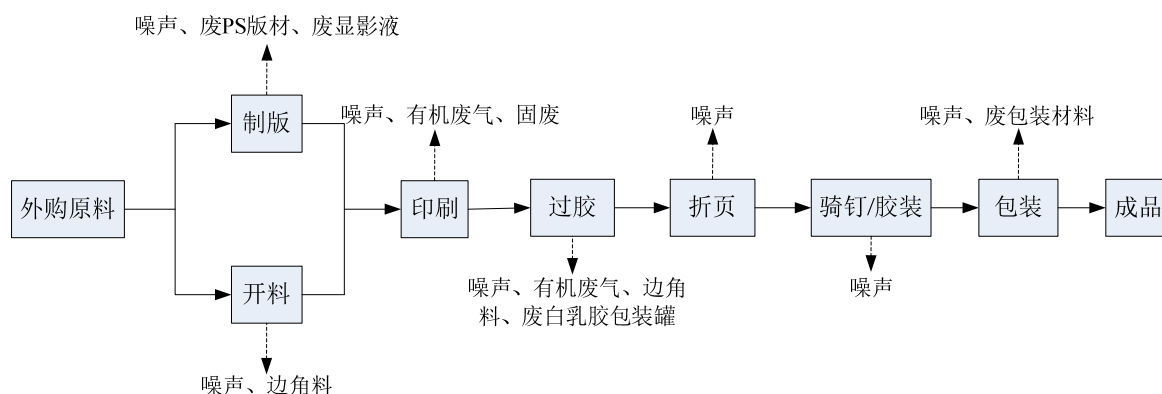 噪声、废PS版材、废显影液
制版
噪声、有机废气、固废
噪声
噪声、废包装材料
外购原料
印刷
过胶
折页
骑钉/胶装
包装
成品
开料
噪声、有机废气、边角
料、废白乳胶包装罐
噪声
噪声、边角料